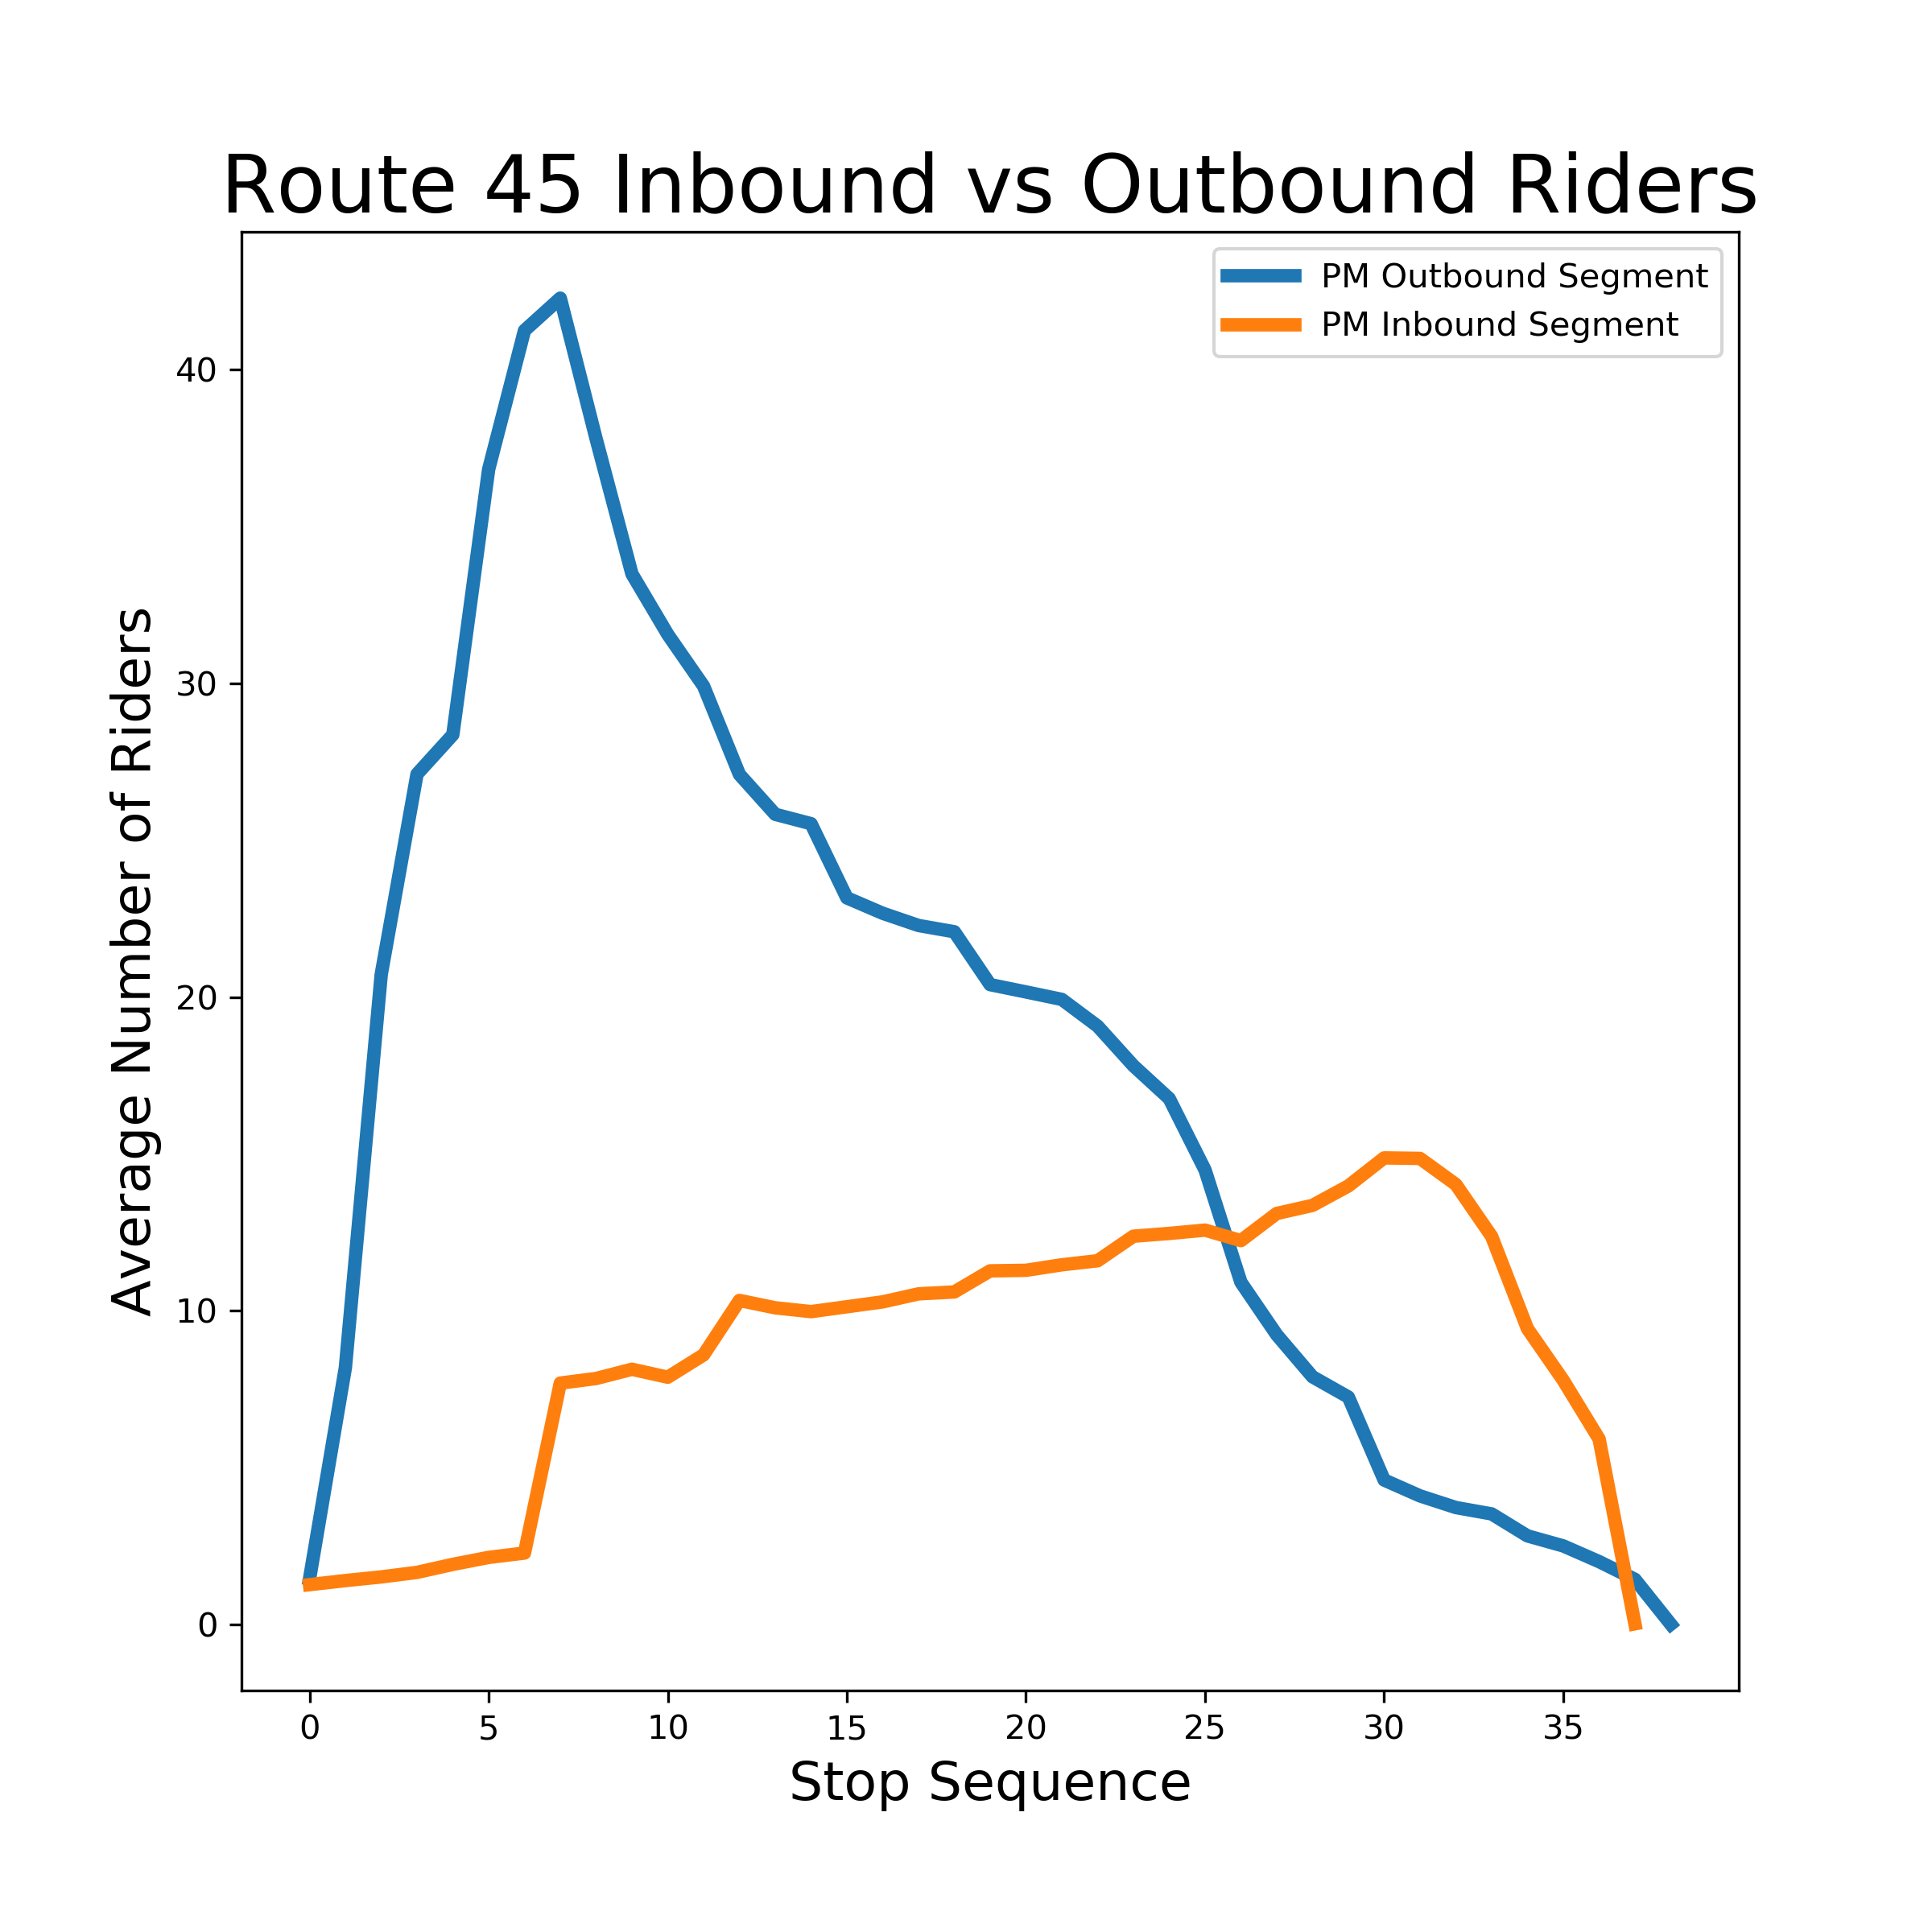 Route 45 Inbound vs Outbound Riders
PM Outbound Segment
PM Inbound Segment
Average Number of Riders
40
30
20
10
0
0 5 10 15 20 25 30 35
Stop Sequence